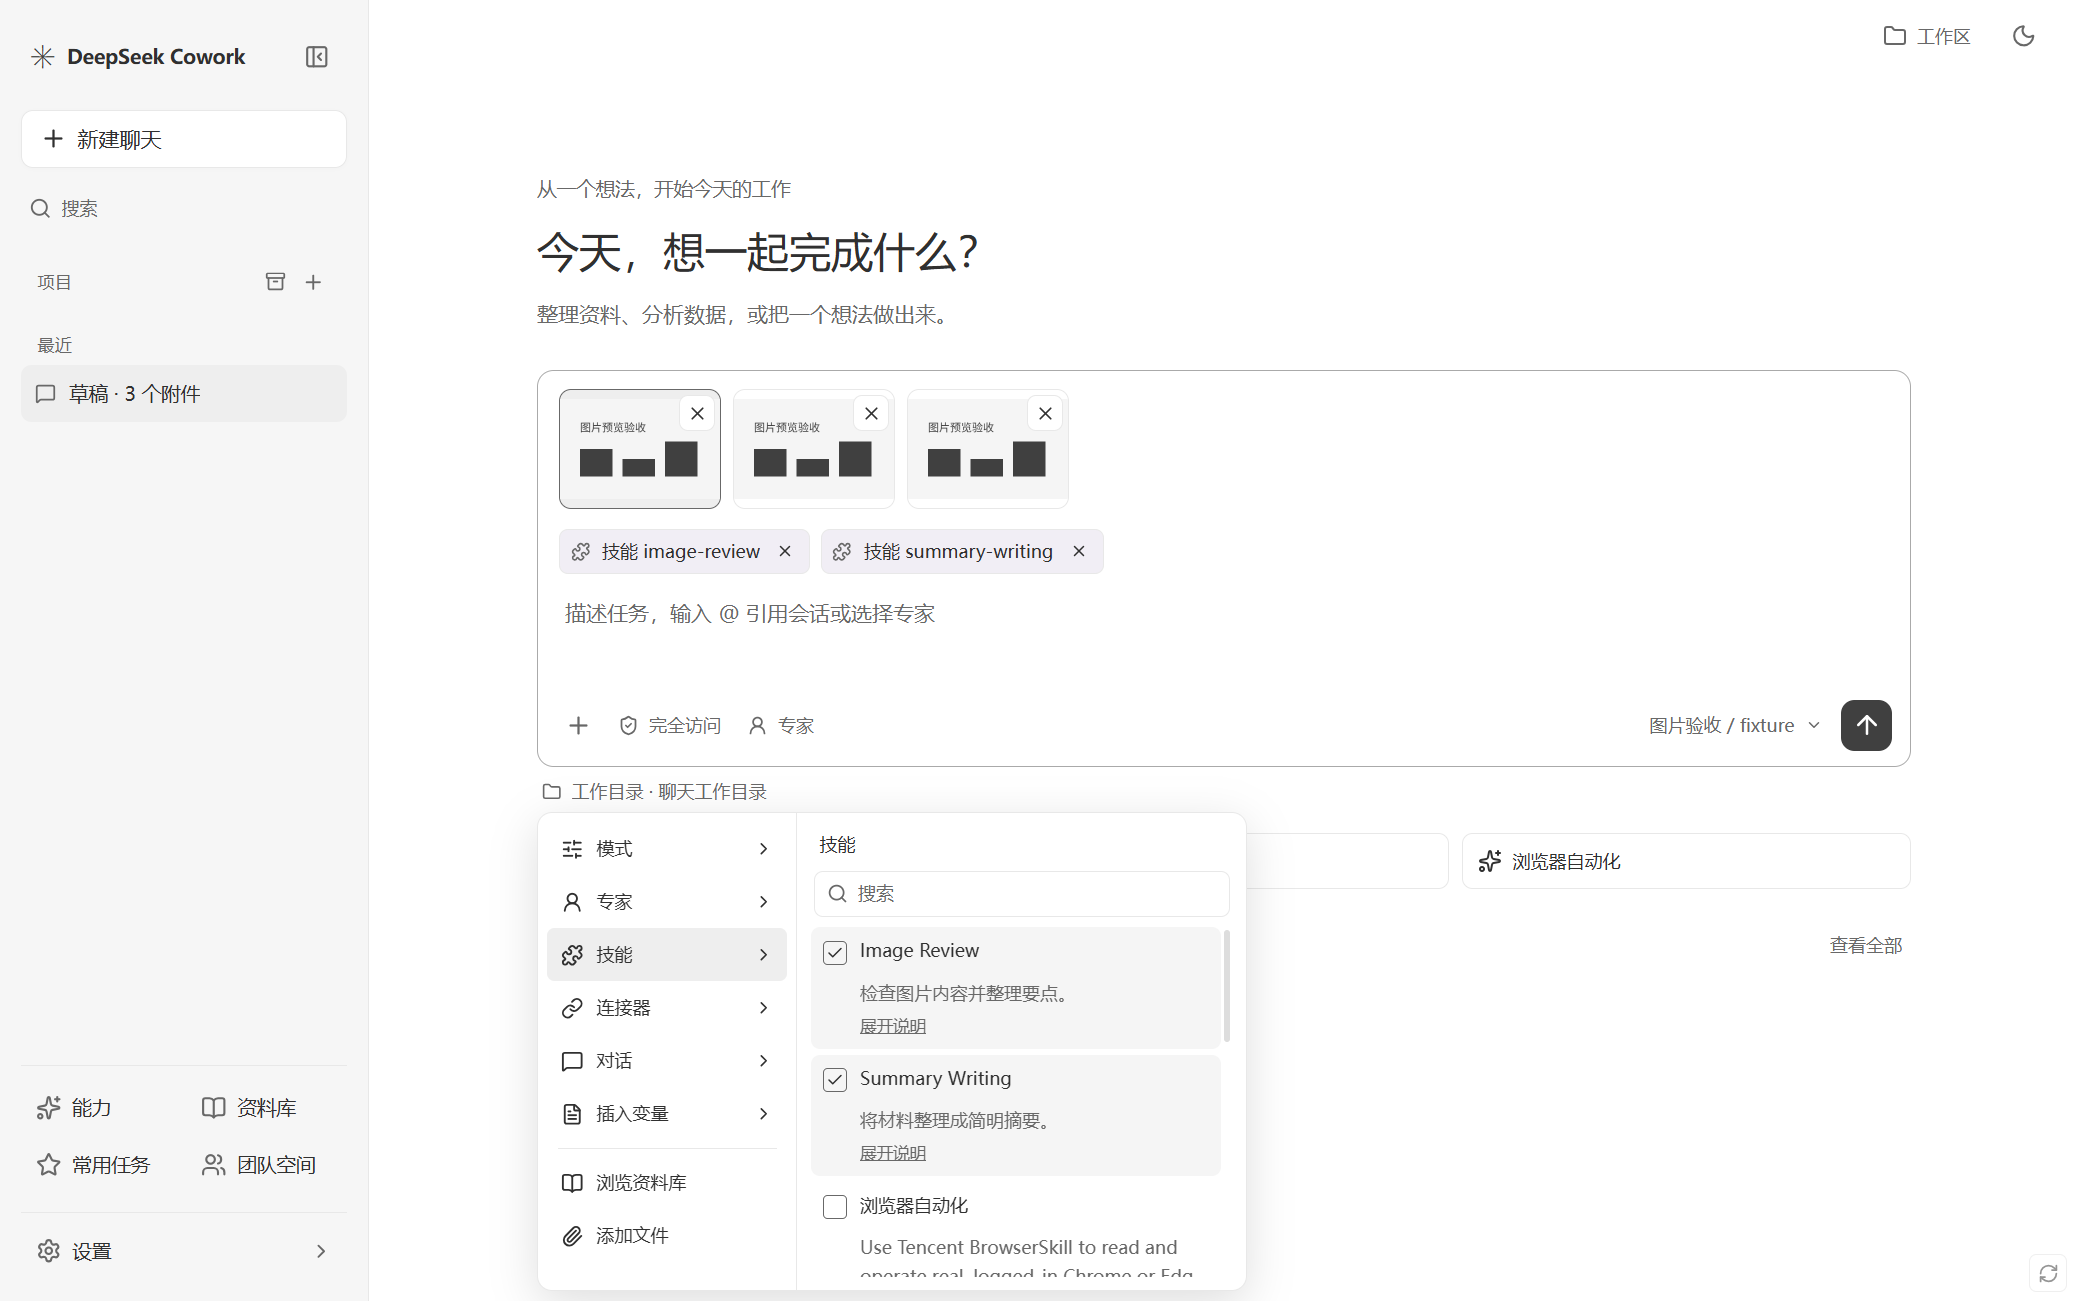 DeepSeek Cowork
新建聊天
搜索
项目
最近
草稿 · 3 个附件
能力
资料库
常用任务
团队空间
设置
工作区
从一个想法，开始今天的工作
今天，想一起完成什么？
整理资料、分析数据，或把一个想法做出来。
图片预览验收
图片预览验收
图片预览验收
技能 image-review
技能 summary-writing
描述任务，输入 @ 引用会话或选择专家
完全访问
专家
图片验收 / fixture
工作目录 · 聊天工作目录
模式
专家
技能
连接器
对话
插入变量
浏览资料库
添加文件
技能
搜索
Image Review
检查图片内容并整理要点。
展开说明
Summary Writing
将材料整理成简明摘要。
展开说明
浏览器自动化
Use Tencent BrowserSkill to read and
operate real, logged-in Chrome or Edg
浏览器自动化
查看全部